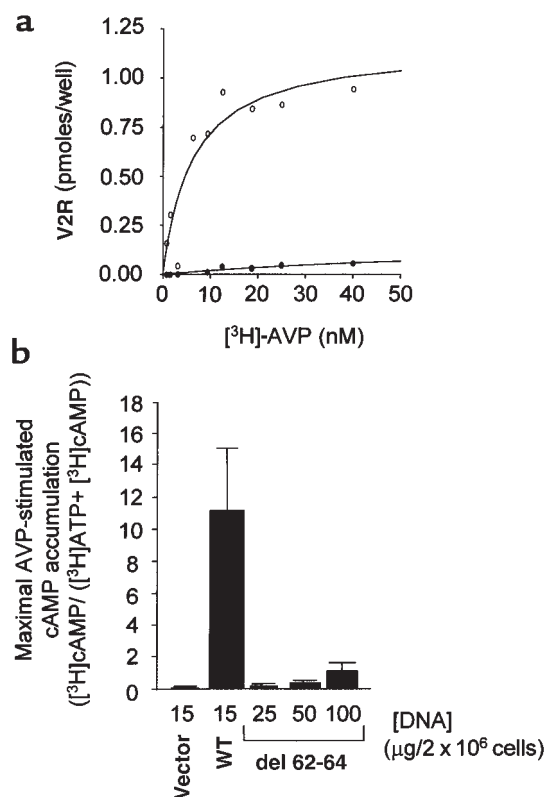 a
1.25
1.00
0.75
0.50
0.25
0.00
V2R (pmoles/well)
0 10 20 30 40 50
[³H]-AVP (nM)
b
Maximal AVP-stimulated
cAMP accumulation
([³H]cAMP/ ([³H]ATP+ [³H]cAMP))
18
16
14
12
10
8
6
4
2
0
15 15 25 50 100 [DNA]
(μg/2 x 10⁶ cells)
Vector
WT
del 62-64